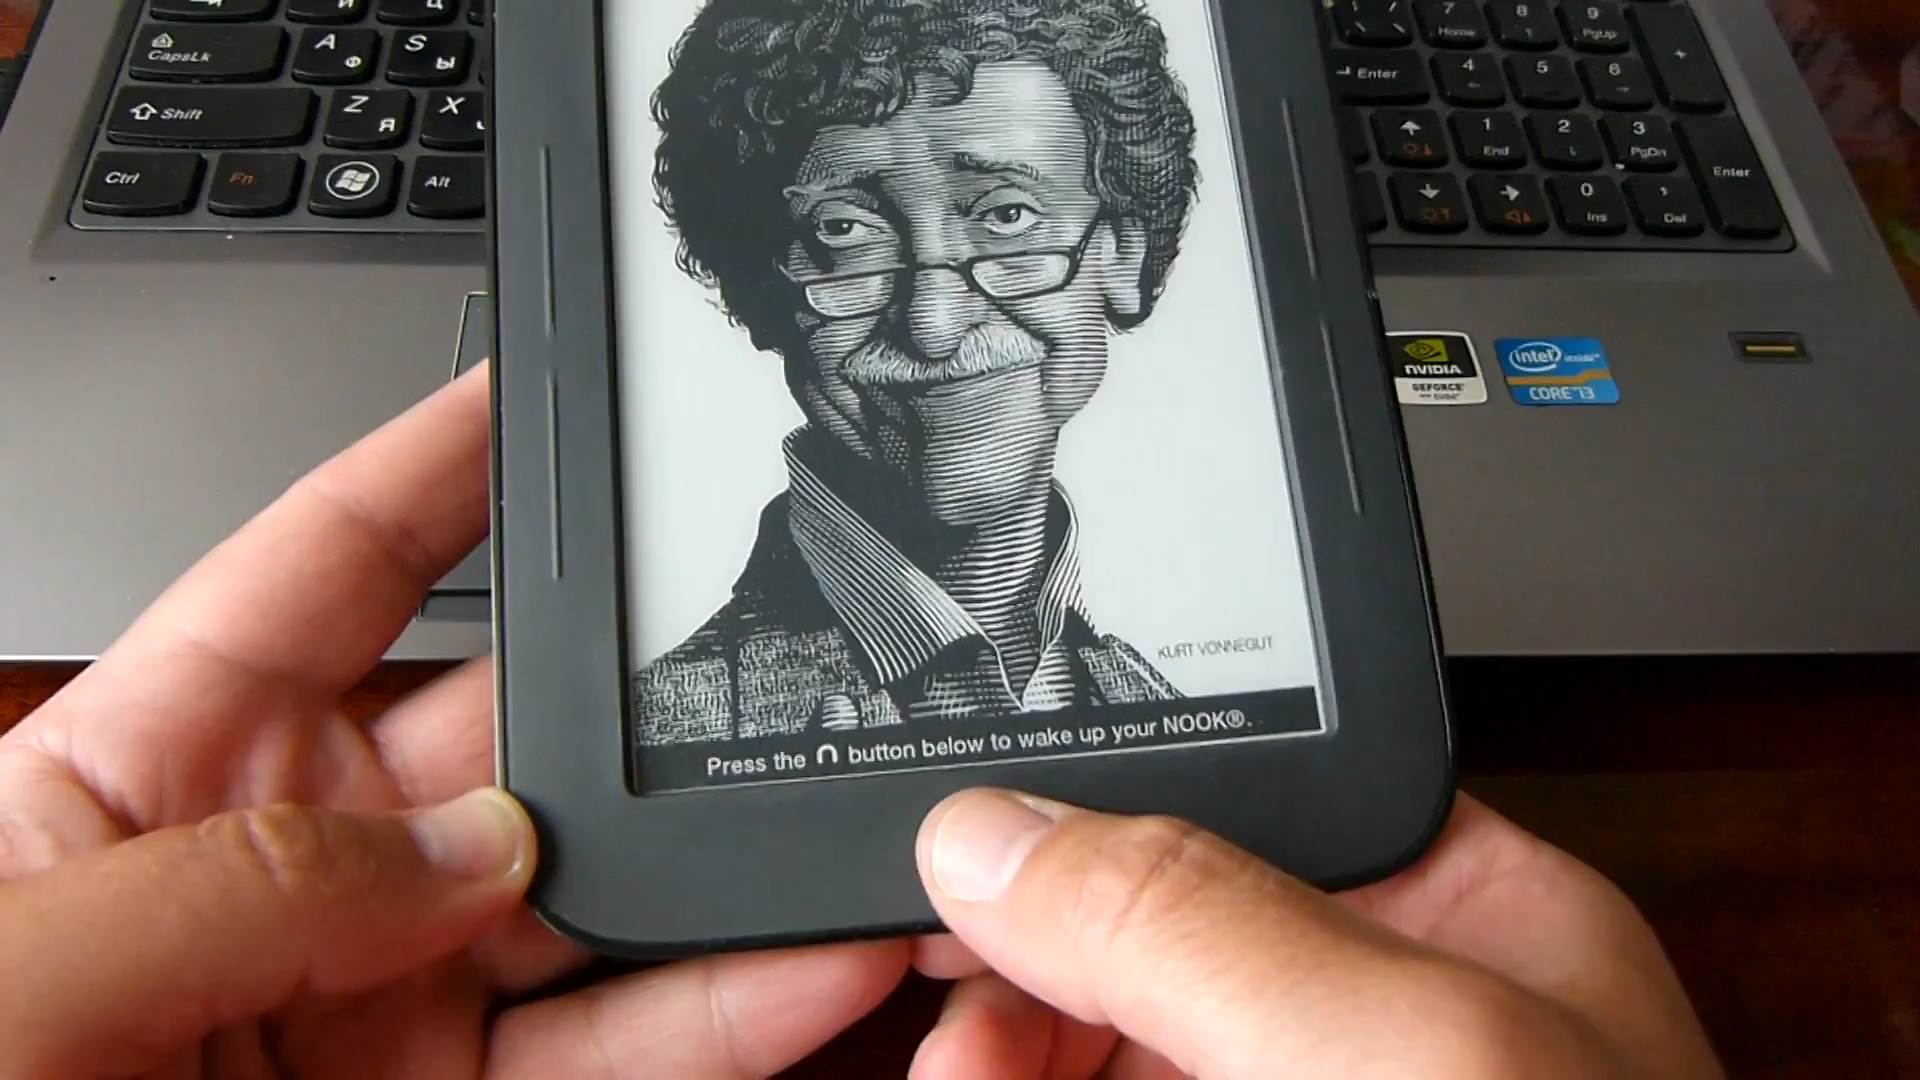 CapsLk
A
Ф
S
Ы
Shift
Z
Я
X
Ctrl
Fn
Alt
7
Home
8
9
PgUp
+
Enter
4
5
6
1
End
2
3
PgDn
Enter
0
Ins
Del
NVIDIA
GEFORCE
intel inside™
CORE i3
KURT VONNEGUT
Press the n button below to wake up your NOOK®.